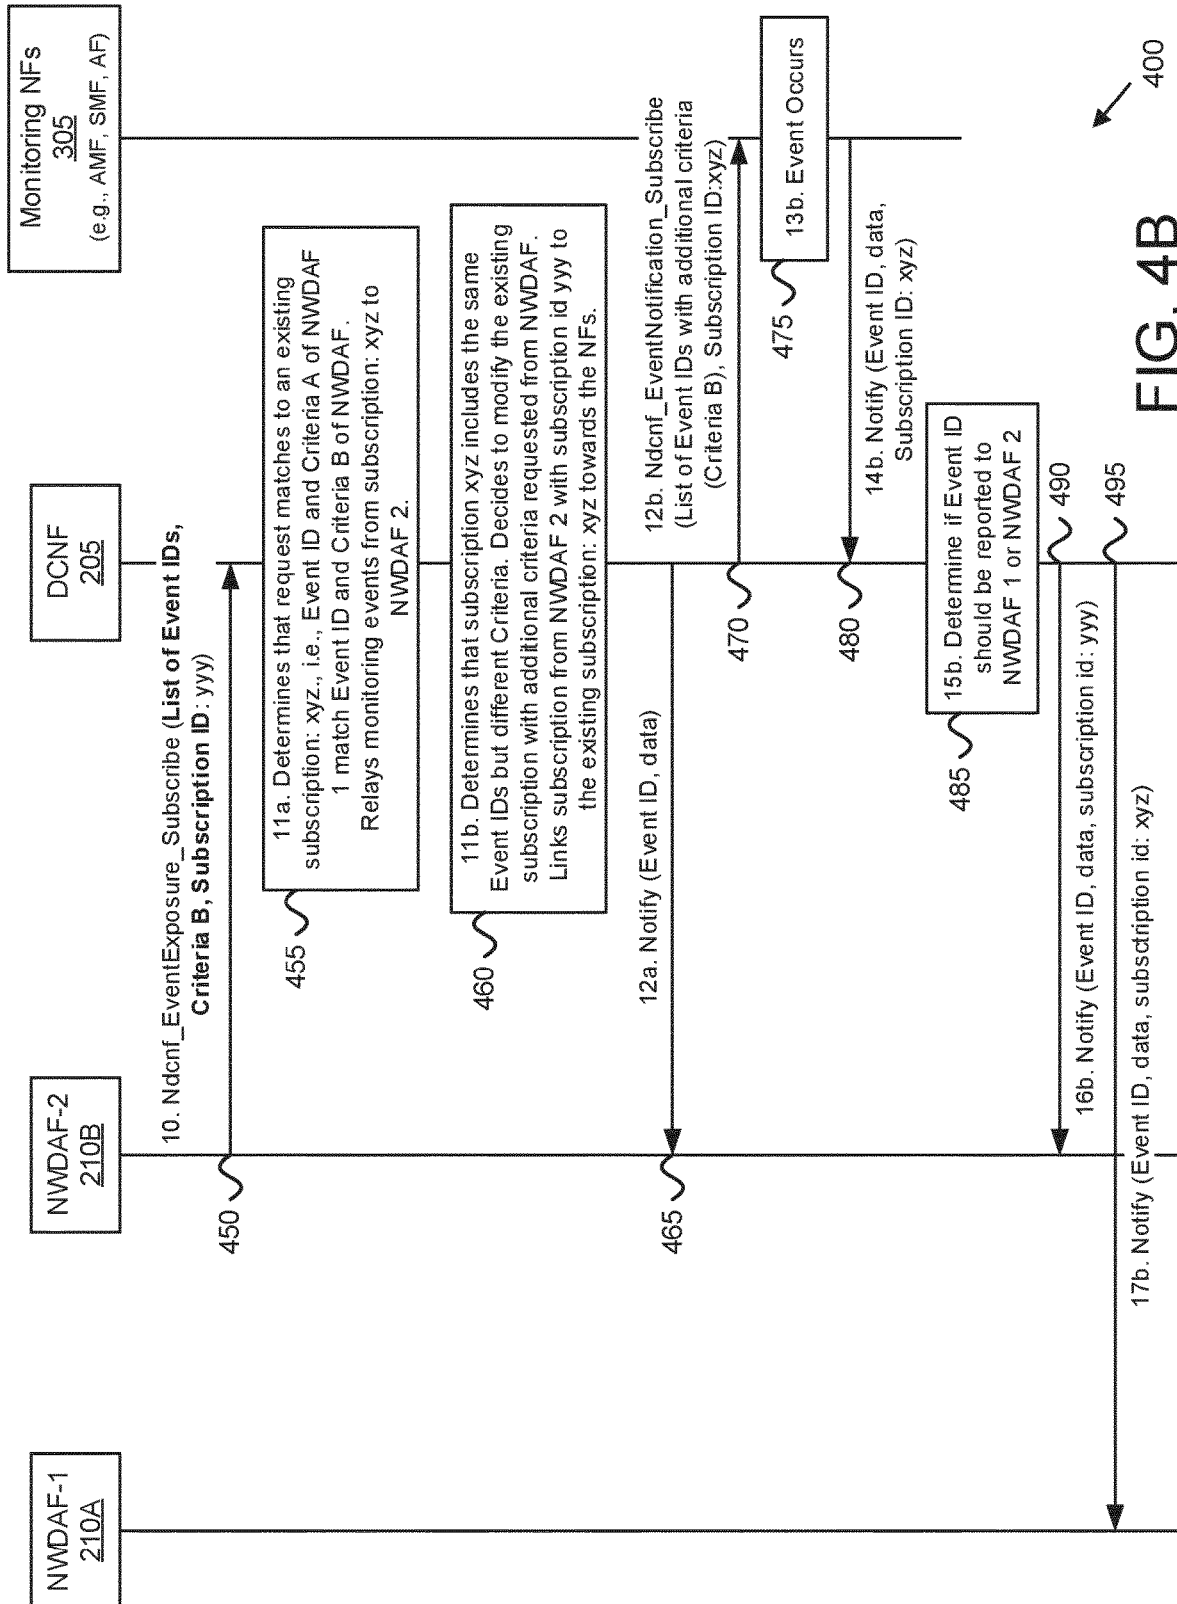 NWDAF-1
210A
NWDAF-2
210B
DCNF
205
Monitoring NFs
305
(e.g., AMF, SMF, AF)
10. Ndcnf_EventExposure_Subscribe (List of Event IDs,
Criteria B, Subscription ID: yyy)
450
11a. Determines that request matches to an existing
subscription: xyz., i.e., Event ID and Criteria A of NWDAF
1 match Event ID and Criteria B of NWDAF.
Relays monitoring events from subscription: xyz to
NWDAF 2.
455
11b. Determines that subscription xyz includes the same
Event IDs but different Criteria. Decides to modify the existing
subscription with additional criteria requested from NWDAF.
Links subscription from NWDAF 2 with subscription id yyy to
the existing subscription: xyz towards the NFs.
460
12a. Notify (Event ID, data)
465
12b. Ndcnf_EventNotification_Subscribe
(List of Event IDs with additional criteria
(Criteria B), Subscription ID:xyz)
470
13b. Event Occurs
475
14b. Notify (Event ID, data,
Subscription ID: xyz)
480
15b. Determine if Event ID
should be reported to
NWDAF 1 or NWDAF 2
485
16b. Notify (Event ID, data, subscription id: yyy)
490
495
17b. Notify (Event ID, data, subsctription id: xyz)
400
FIG. 4B